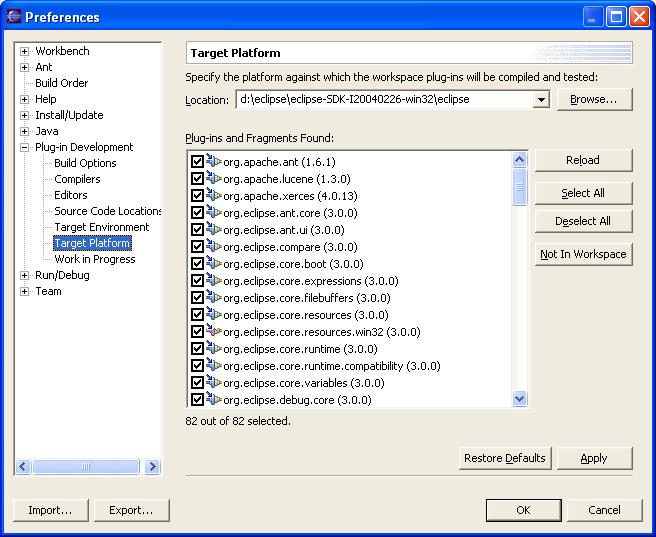 Preferences
Workbench
Ant
Build Order
Help
Install/Update
Java
Plug-in Development
Build Options
Compilers
Editors
Source Code Locations
Target Environment
Target Platform
Work in Progress
Run/Debug
Team
Target Platform
Specify the platform against which the workspace plug-ins will be compiled and tested:
Location: d:\eclipse\eclipse-SDK-I20040226-win32\eclipse Browse...
Plug-ins and Fragments Found:
org.apache.ant (1.6.1)
org.apache.lucene (1.3.0)
org.apache.xerces (4.0.13)
org.eclipse.ant.core (3.0.0)
org.eclipse.ant.ui (3.0.0)
org.eclipse.compare (3.0.0)
org.eclipse.core.boot (3.0.0)
org.eclipse.core.expressions (3.0.0)
org.eclipse.core.filebuffers (3.0.0)
org.eclipse.core.resources (3.0.0)
org.eclipse.core.resources.win32 (3.0.0)
org.eclipse.core.runtime (3.0.0)
org.eclipse.core.runtime.compatibility (3.0.0)
org.eclipse.core.variables (3.0.0)
org.eclipse.debug.core (3.0.0)
Reload
Select All
Deselect All
Not In Workspace
82 out of 82 selected.
Restore Defaults Apply
Import... Export... OK Cancel